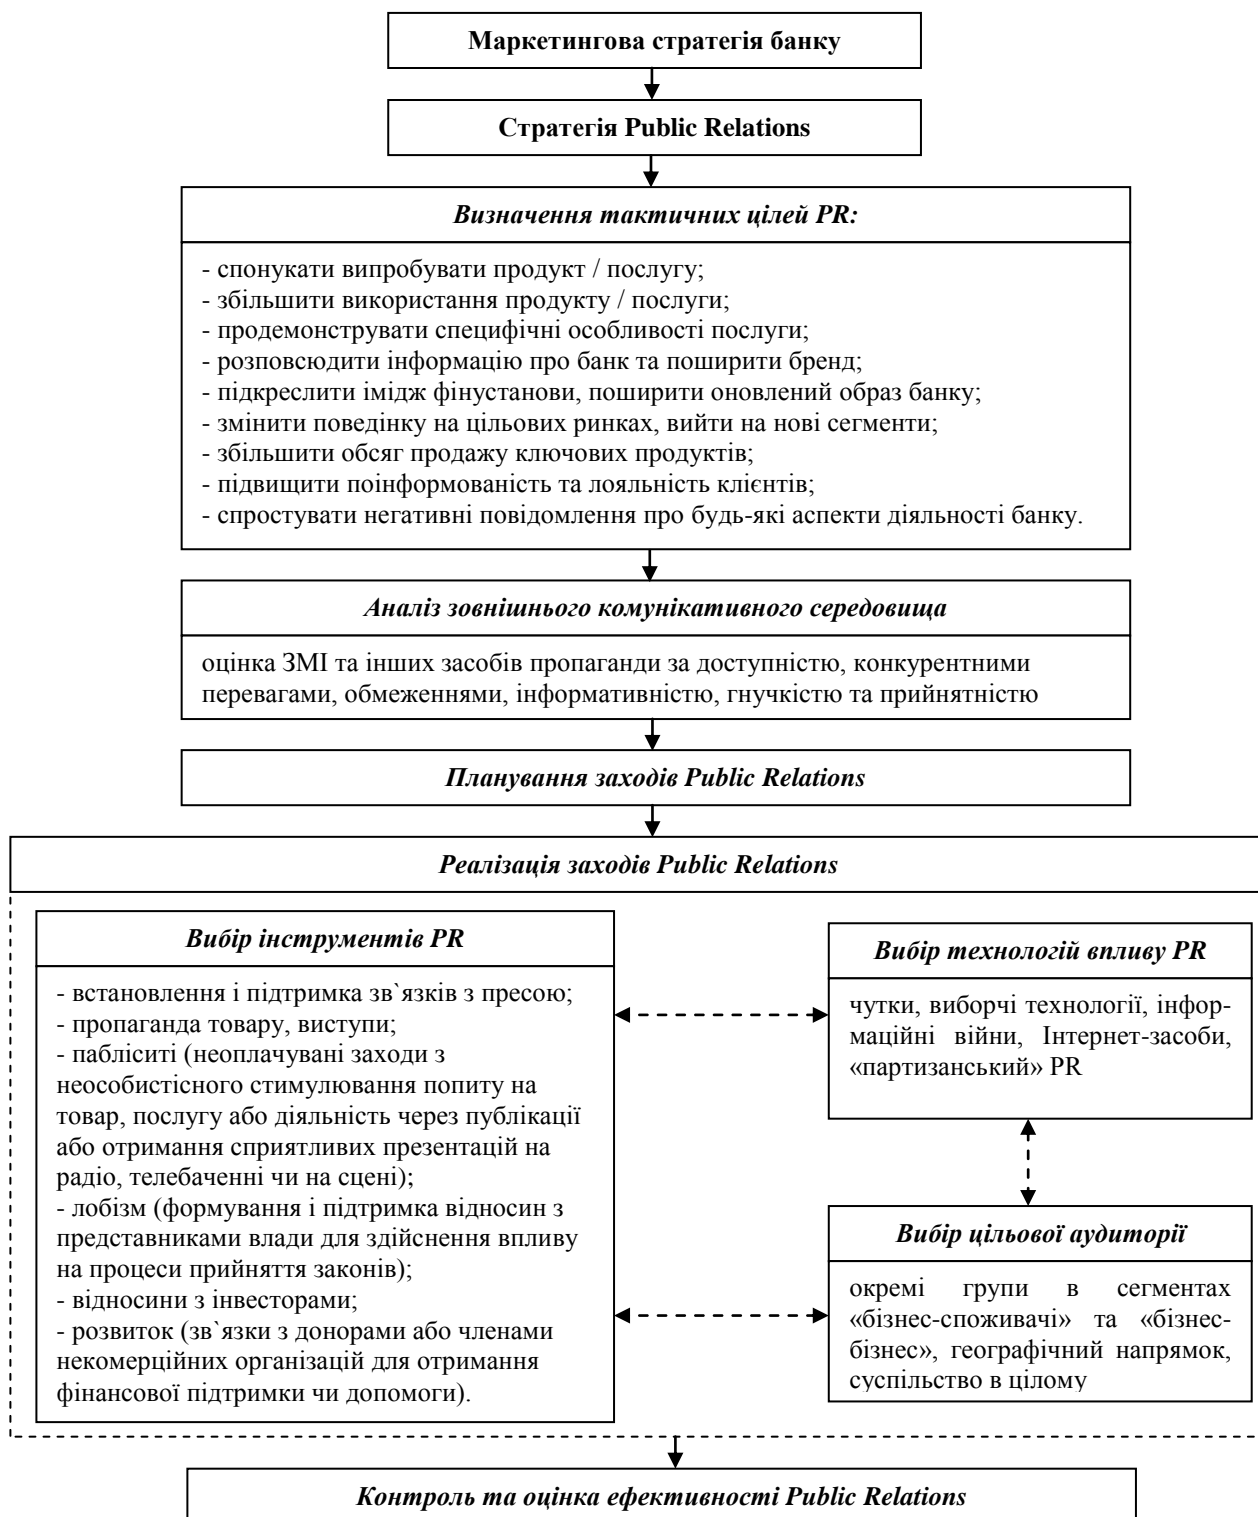 Маркетингова стратегія банку
Стратегія Public Relations
Визначення тактичних цілей PR:
- спонукати випробувати продукт / послугу;
- збільшити використання продукту / послуги;
- продемонструвати специфічні особливості послуги;
- розповсюдити інформацію про банк та поширити бренд;
- підкреслити імідж фінустанови, поширити оновлений образ банку;
- змінити поведінку на цільових ринках, вийти на нові сегменти;
- збільшити обсяг продажу ключових продуктів;
- підвищити поінформованість та лояльність клієнтів;
- спростувати негативні повідомлення про будь-які аспекти діяльності банку.
Аналіз зовнішнього комунікативного середовища
оцінка ЗМІ та інших засобів пропаганди за доступністю, конкурентними
перевагами, обмеженнями, інформативністю, гнучкістю та прийнятністю
Планування заходів Public Relations
Реалізація заходів Public Relations
Вибір інструментів PR
- встановлення і підтримка зв`язків з пресою;
- пропаганда товару, виступи;
- пабліситі (неоплачувані заходи з
неособистісного стимулювання попиту на
товар, послугу або діяльність через публікації
або отримання сприятливих презентацій на
радіо, телебаченні чи на сцені);
- лобізм (формування і підтримка відносин з
представниками влади для здійснення впливу
на процеси прийняття законів);
- відносини з інвесторами;
- розвиток (зв`язки з донорами або членами
некомерційних організацій для отримання
фінансової підтримки чи допомоги).
Вибір технологій впливу PR
чутки, виборчі технології, інфор-
маційні війни, Інтернет-засоби,
«партизанський» PR
Вибір цільової аудиторії
окремі групи в сегментах
«бізнес-споживачі» та «бізнес-
бізнес», географічний напрямок,
суспільство в цілому
Контроль та оцінка ефективності Public Relations